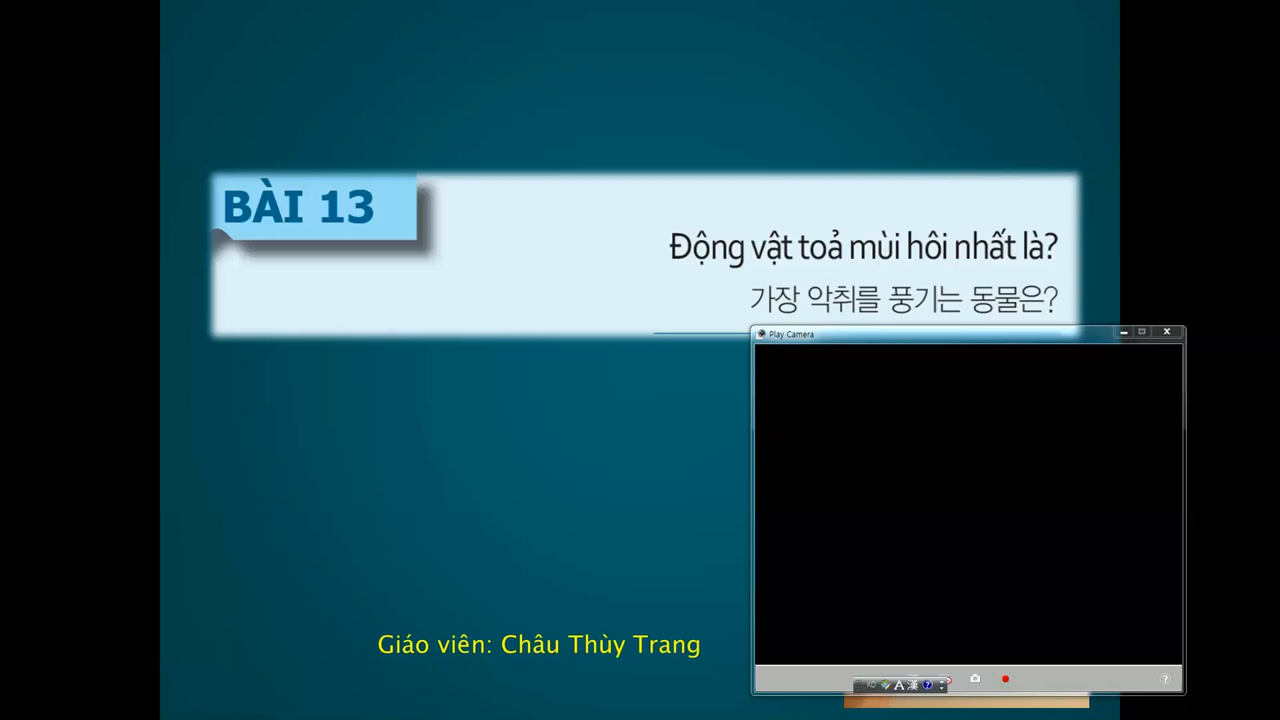 BÀI 13
Động vật toả mùi hôi nhất là?
가장 악취를 풍기는 동물은?
Play Camera
Giáo viên: Châu Thùy Trang
A 漢 ?
?